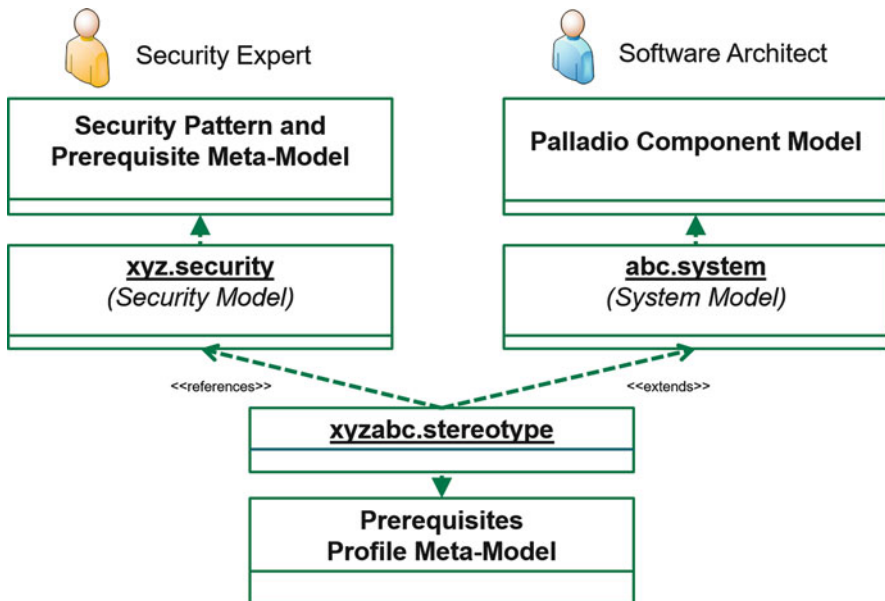 Security Expert
Software Architect
Security Pattern and
Prerequisite Meta-Model
Palladio Component Model
xyz.security
(Security Model)
abc.system
(System Model)
<<references>>
<<extends>>
xyzabc.stereotype
Prerequisites
Profile Meta-Model